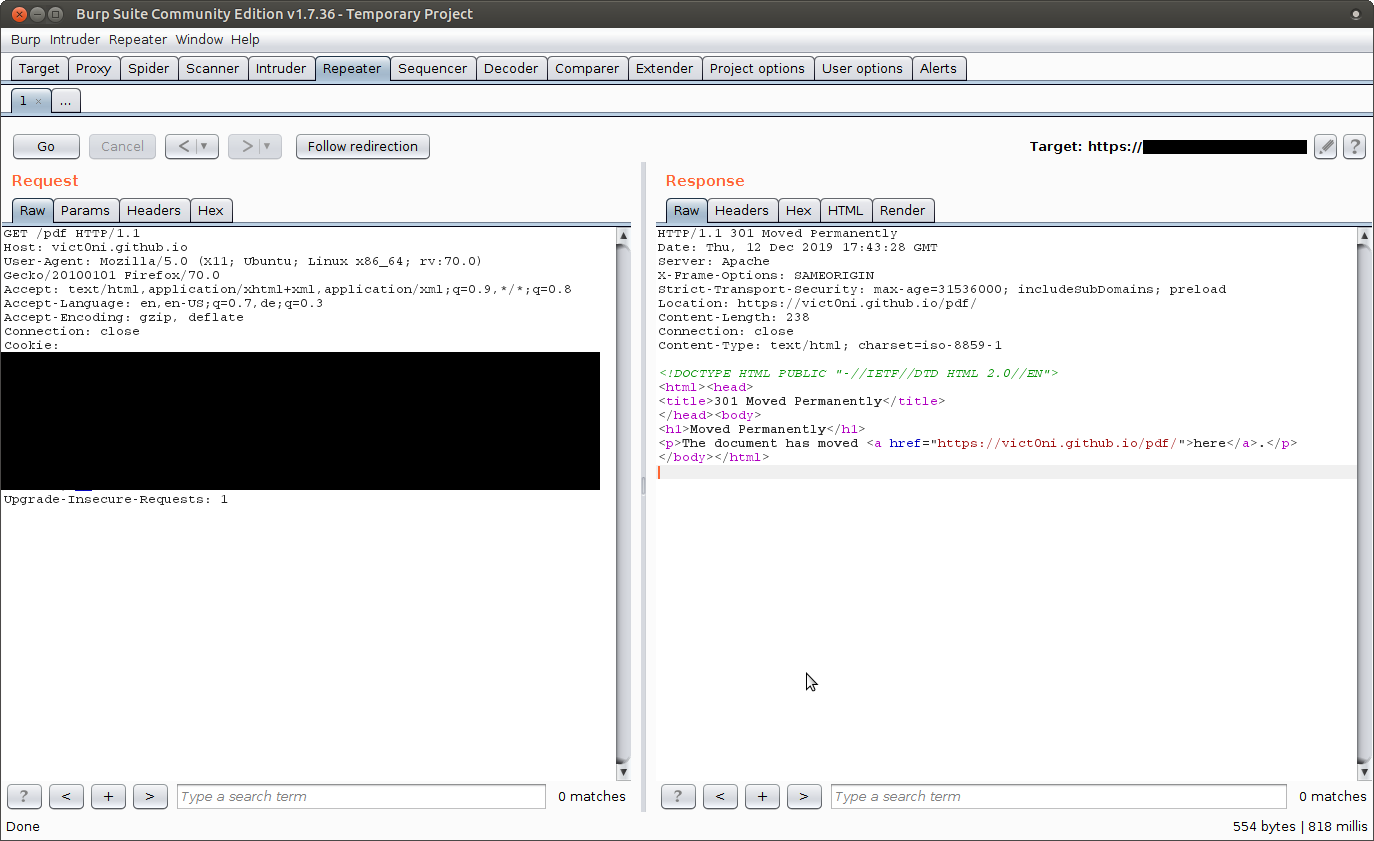 Burp Suite Community Edition v1.7.36 - Temporary Project
Burp Intruder Repeater Window Help
Target Proxy Spider Scanner Intruder Repeater Sequencer Decoder Comparer Extender Project options User options Alerts
1 × ...
Go Cancel < ▼ > ▼ Follow redirection Target: https:// ?
Request
Raw Params Headers Hex
GET /pdf HTTP/1.1
Host: vict0ni.github.io
User-Agent: Mozilla/5.0 (X11; Ubuntu; Linux x86_64; rv:70.0)
Gecko/20100101 Firefox/70.0
Accept: text/html,application/xhtml+xml,application/xml;q=0.9,*/*;q=0.8
Accept-Language: en,en-US;q=0.7,de;q=0.3
Accept-Encoding: gzip, deflate
Connection: close
Cookie:
Upgrade-Insecure-Requests: 1
? < + > Type a search term 0 matches
Response
Raw Headers Hex HTML Render
HTTP/1.1 301 Moved Permanently
Date: Thu, 12 Dec 2019 17:43:28 GMT
Server: Apache
X-Frame-Options: SAMEORIGIN
Strict-Transport-Security: max-age=31536000; includeSubDomains; preload
Location: https://vict0ni.github.io/pdf/
Content-Length: 238
Connection: close
Content-Type: text/html; charset=iso-8859-1
<!DOCTYPE HTML PUBLIC "-//IETF//DTD HTML 2.0//EN">
<html><head>
<title>301 Moved Permanently</title>
</head><body>
<h1>Moved Permanently</h1>
<p>The document has moved <a href="https://vict0ni.github.io/pdf/">here</a>.</p>
</body></html>
? < + > Type a search term 0 matches
Done 554 bytes | 818 millis